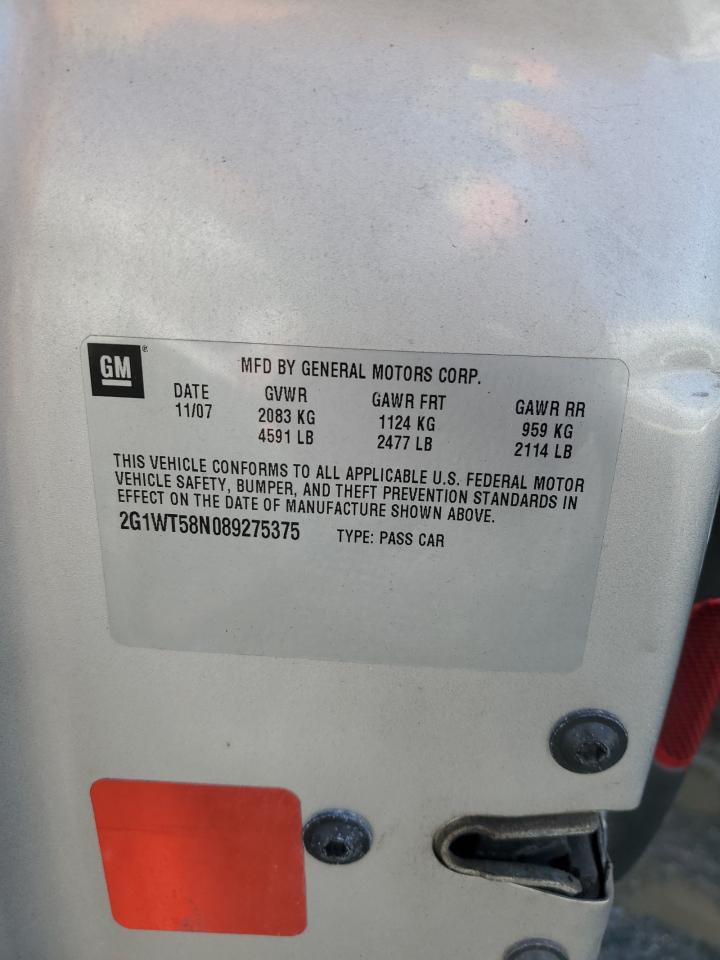 GM®
MFD BY GENERAL MOTORS CORP.
DATE GVWR GAWR FRT GAWR RR
11/07 2083 KG 1124 KG 959 KG
4591 LB 2477 LB 2114 LB
THIS VEHICLE CONFORMS TO ALL APPLICABLE U.S. FEDERAL MOTOR
VEHICLE SAFETY, BUMPER, AND THEFT PREVENTION STANDARDS IN
EFFECT ON THE DATE OF MANUFACTURE SHOWN ABOVE.
2G1WT58N089275375 TYPE: PASS CAR